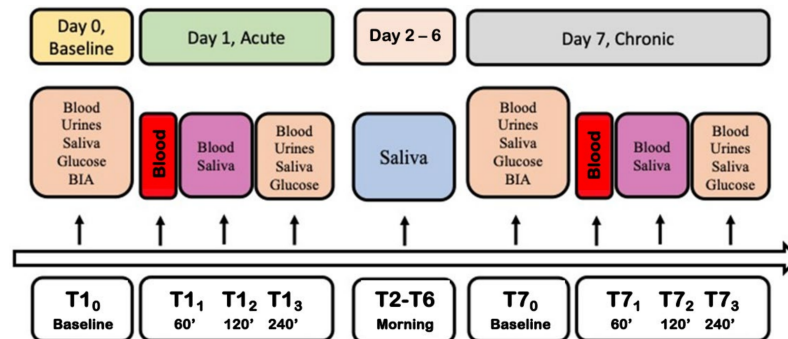 Day 0,
Baseline
Day 1, Acute
Day 2 – 6
Day 7, Chronic
Blood
Urines
Saliva
Glucose
BIA
Blood
Blood
Saliva
Blood
Urines
Saliva
Glucose
Saliva
Blood
Urines
Saliva
Glucose
BIA
Blood
Blood
Saliva
Blood
Urines
Saliva
Glucose
T1₀
Baseline
T1₁ T1₂ T1₃
60’ 120’ 240’
T2-T6
Morning
T7₀
Baseline
T7₁ T7₂ T7₃
60’ 120’ 240’